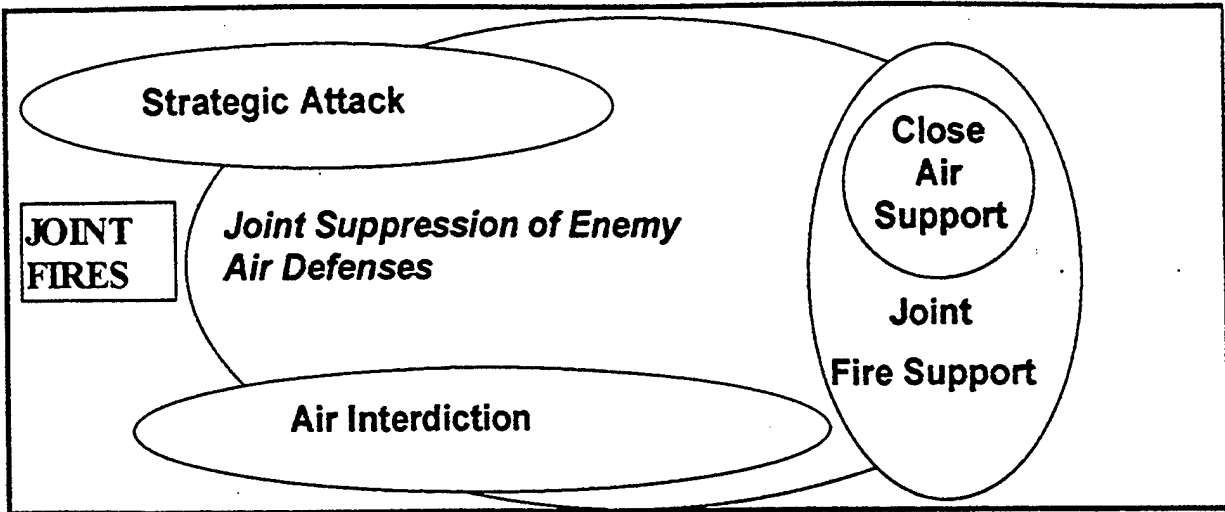 Strategic Attack
Close
Air
Support
JOINT
FIRES
Joint Suppression of Enemy
Air Defenses
Joint
Fire Support
Air Interdiction